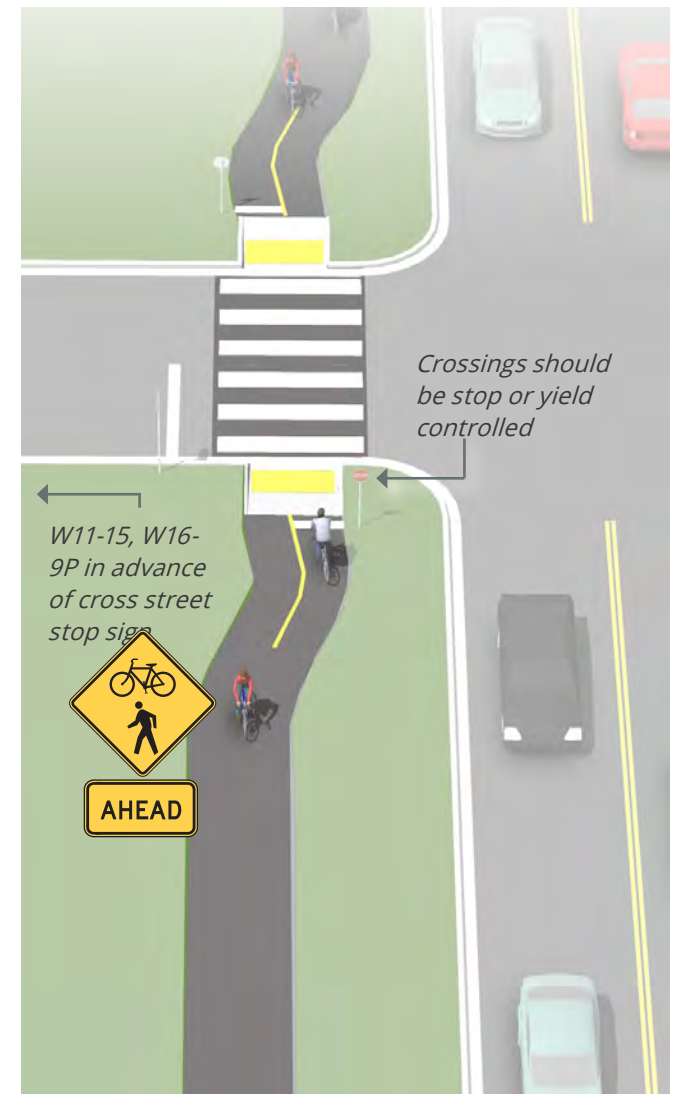 Crossings should
be stop or yield
controlled
W11-15, W16-
9P in advance
of cross street
stop sign
AHEAD